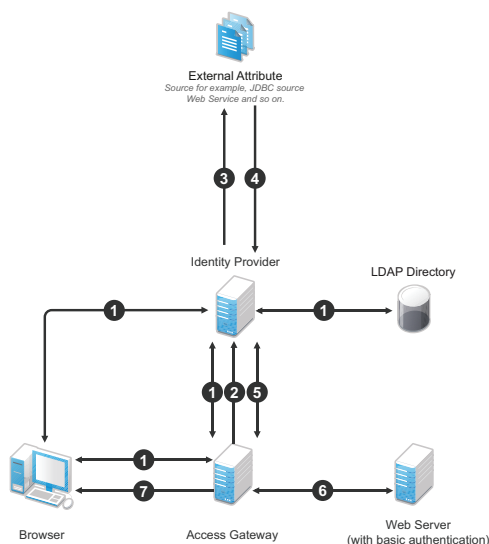 External Attribute
Source for example, JDBC source
Web Service and so on.
3
4
Identity Provider
LDAP Directory
1
1
1
2
5
1
7
6
Browser
Access Gateway
Web Server
(with basic authentication)